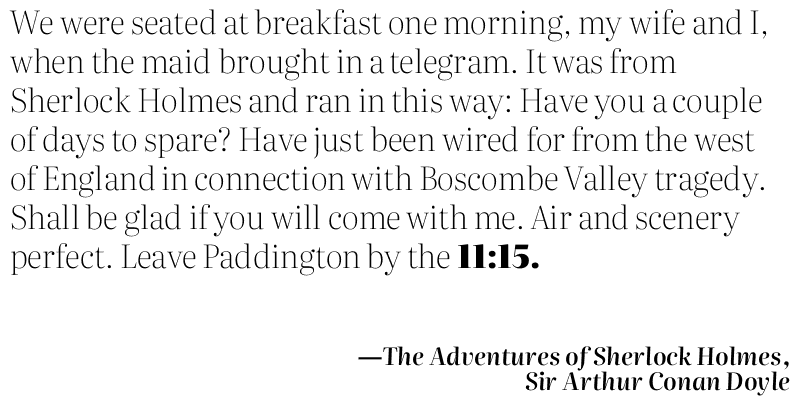 We were seated at breakfast one morning, my wife and I,
when the maid brought in a telegram. It was from
Sherlock Holmes and ran in this way: Have you a couple
of days to spare? Have just been wired for from the west
of England in connection with Boscombe Valley tragedy.
Shall be glad if you will come with me. Air and scenery
perfect. Leave Paddington by the 11:15.
—The Adventures of Sherlock Holmes,
Sir Arthur Conan Doyle